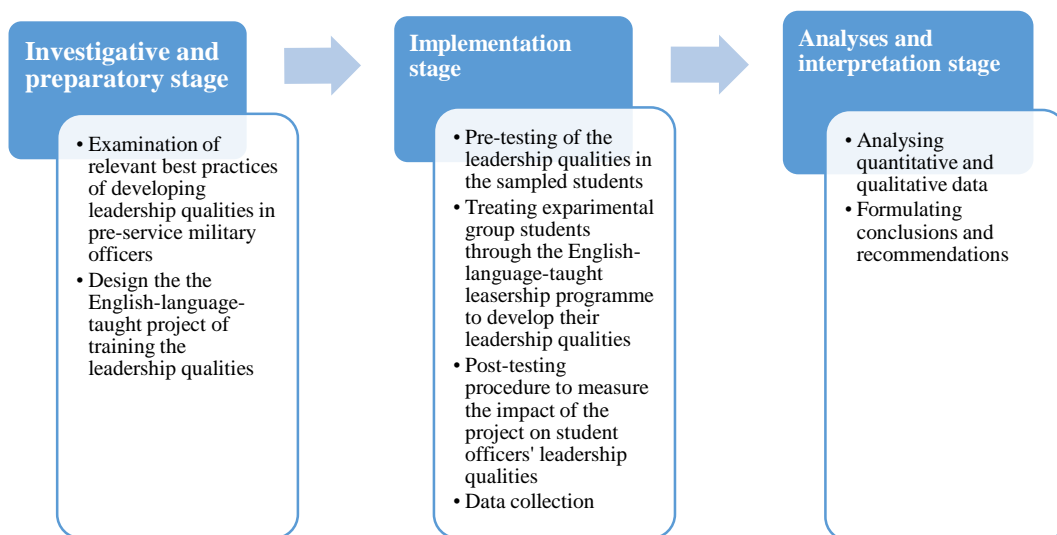 Investigative and
preparatory stage
• Examination of
relevant best practices
of developing
leadership qualities in
pre-service military
officers
• Design the the
English-language-
taught project of
training the
leadership qualities
Implementation
stage
• Pre-testing of the
leadership qualities in
the sampled students
• Treating exparimental
group students
through the English-
language-taught
leasership programme
to develop their
leadership qualities
• Post-testing
procedure to measure
the impact of the
project on student
officers' leadership
qualities
• Data collection
Analyses and
interpretation stage
• Analysing
quantitative and
qualitative data
• Formulating
conclusions and
recommendations